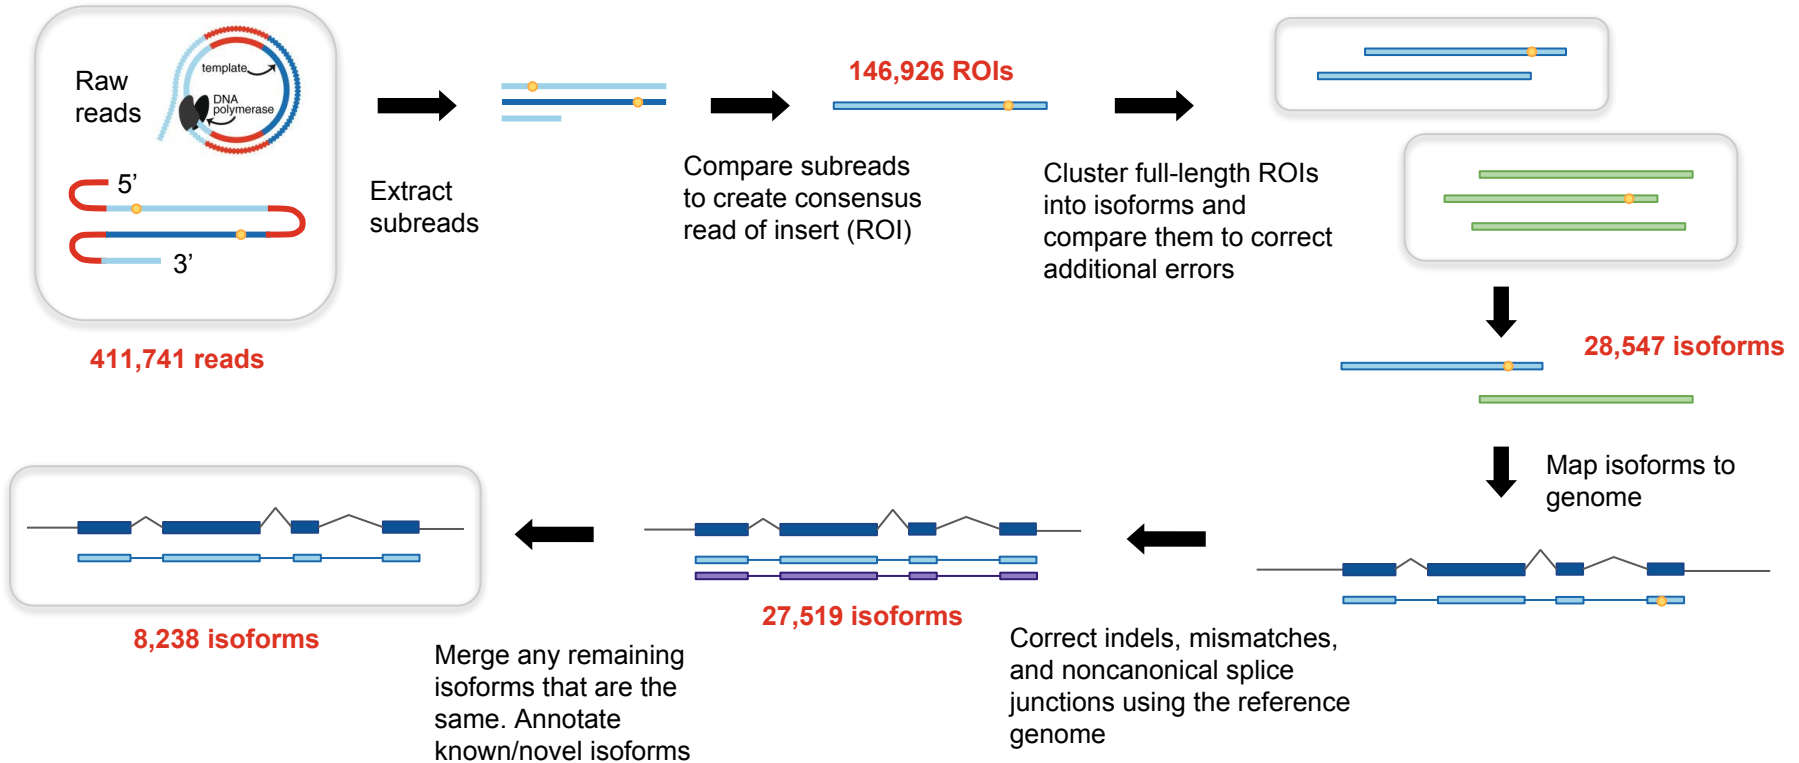 Raw
reads
template
DNA
polymerase
5’
3’
411,741 reads
Extract
subreads
146,926 ROIs
Compare subreads
to create consensus
read of insert (ROI)
Cluster full-length ROIs
into isoforms and
compare them to correct
additional errors
28,547 isoforms
Map isoforms to
genome
Correct indels, mismatches,
and noncanonical splice
junctions using the reference
genome
27,519 isoforms
Merge any remaining
isoforms that are the
same. Annotate
known/novel isoforms
8,238 isoforms